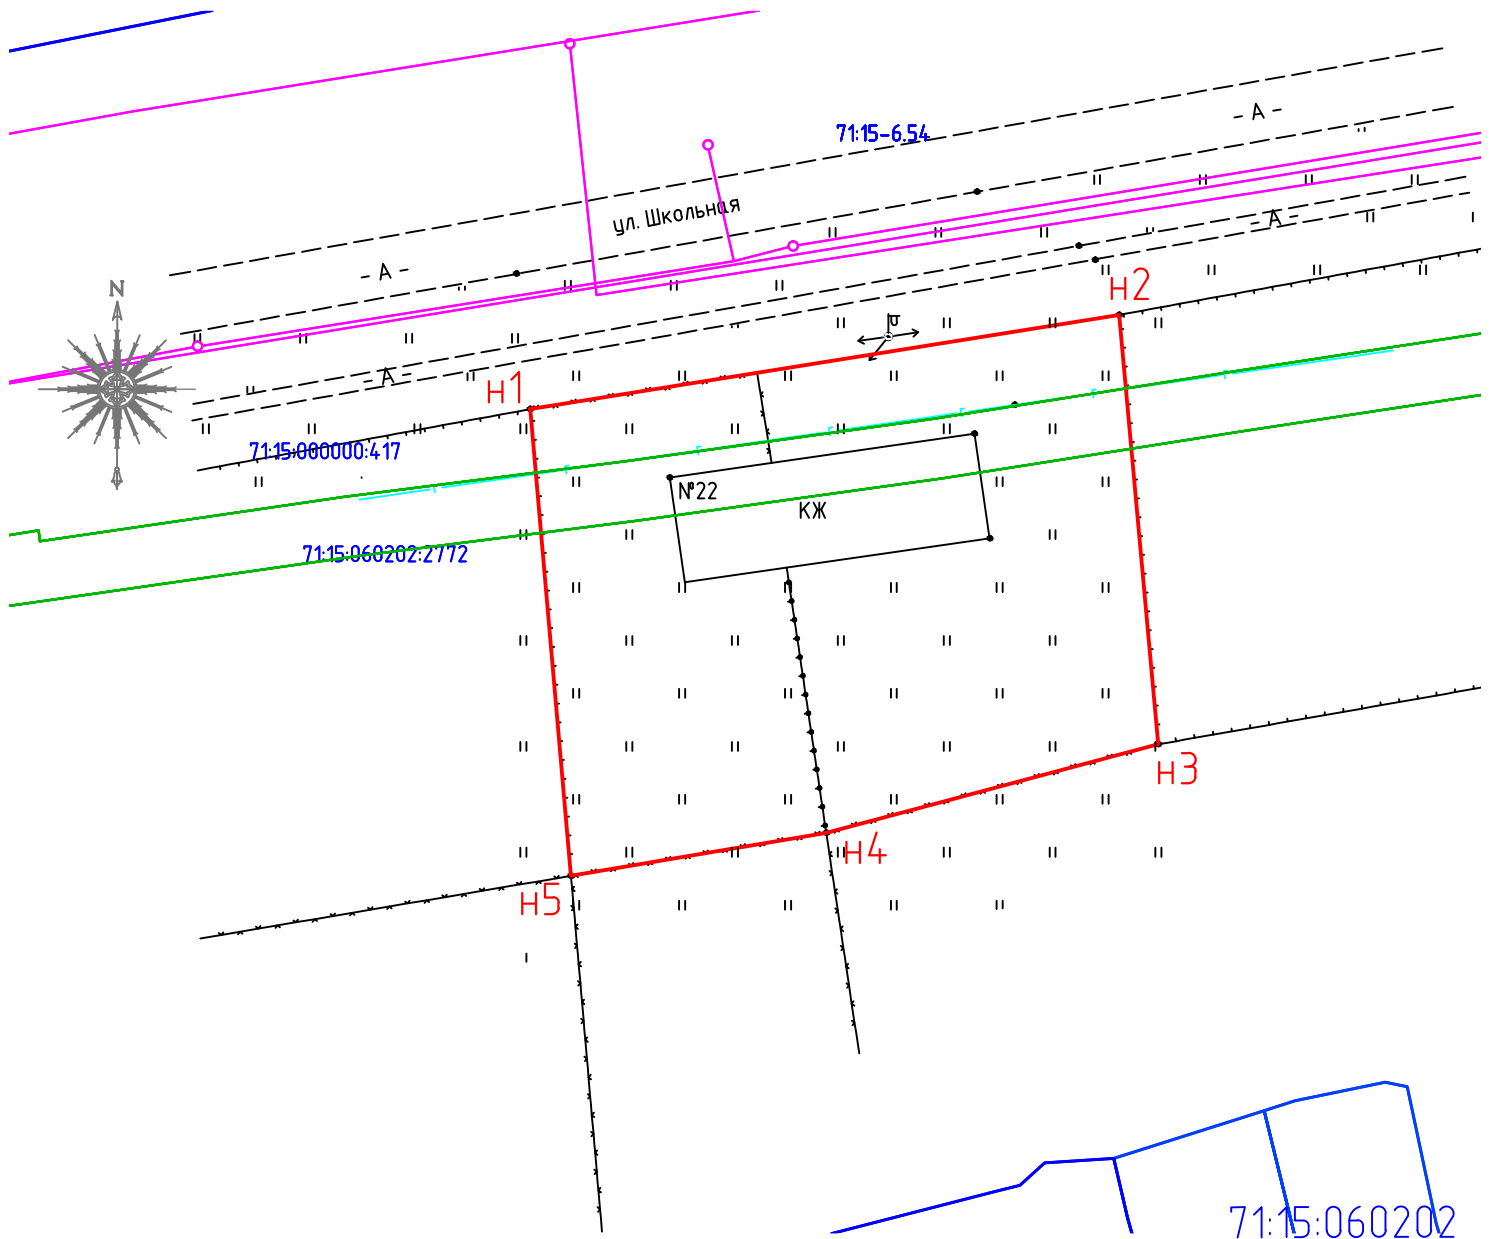 - А -
71:15-6.54
ул. Школьная
- А -
- А -
N
н2
- А -
н1
71:15:000000:417
№22
КЖ
71:15:060202:2772
н3
н4
н5
71:15:060202